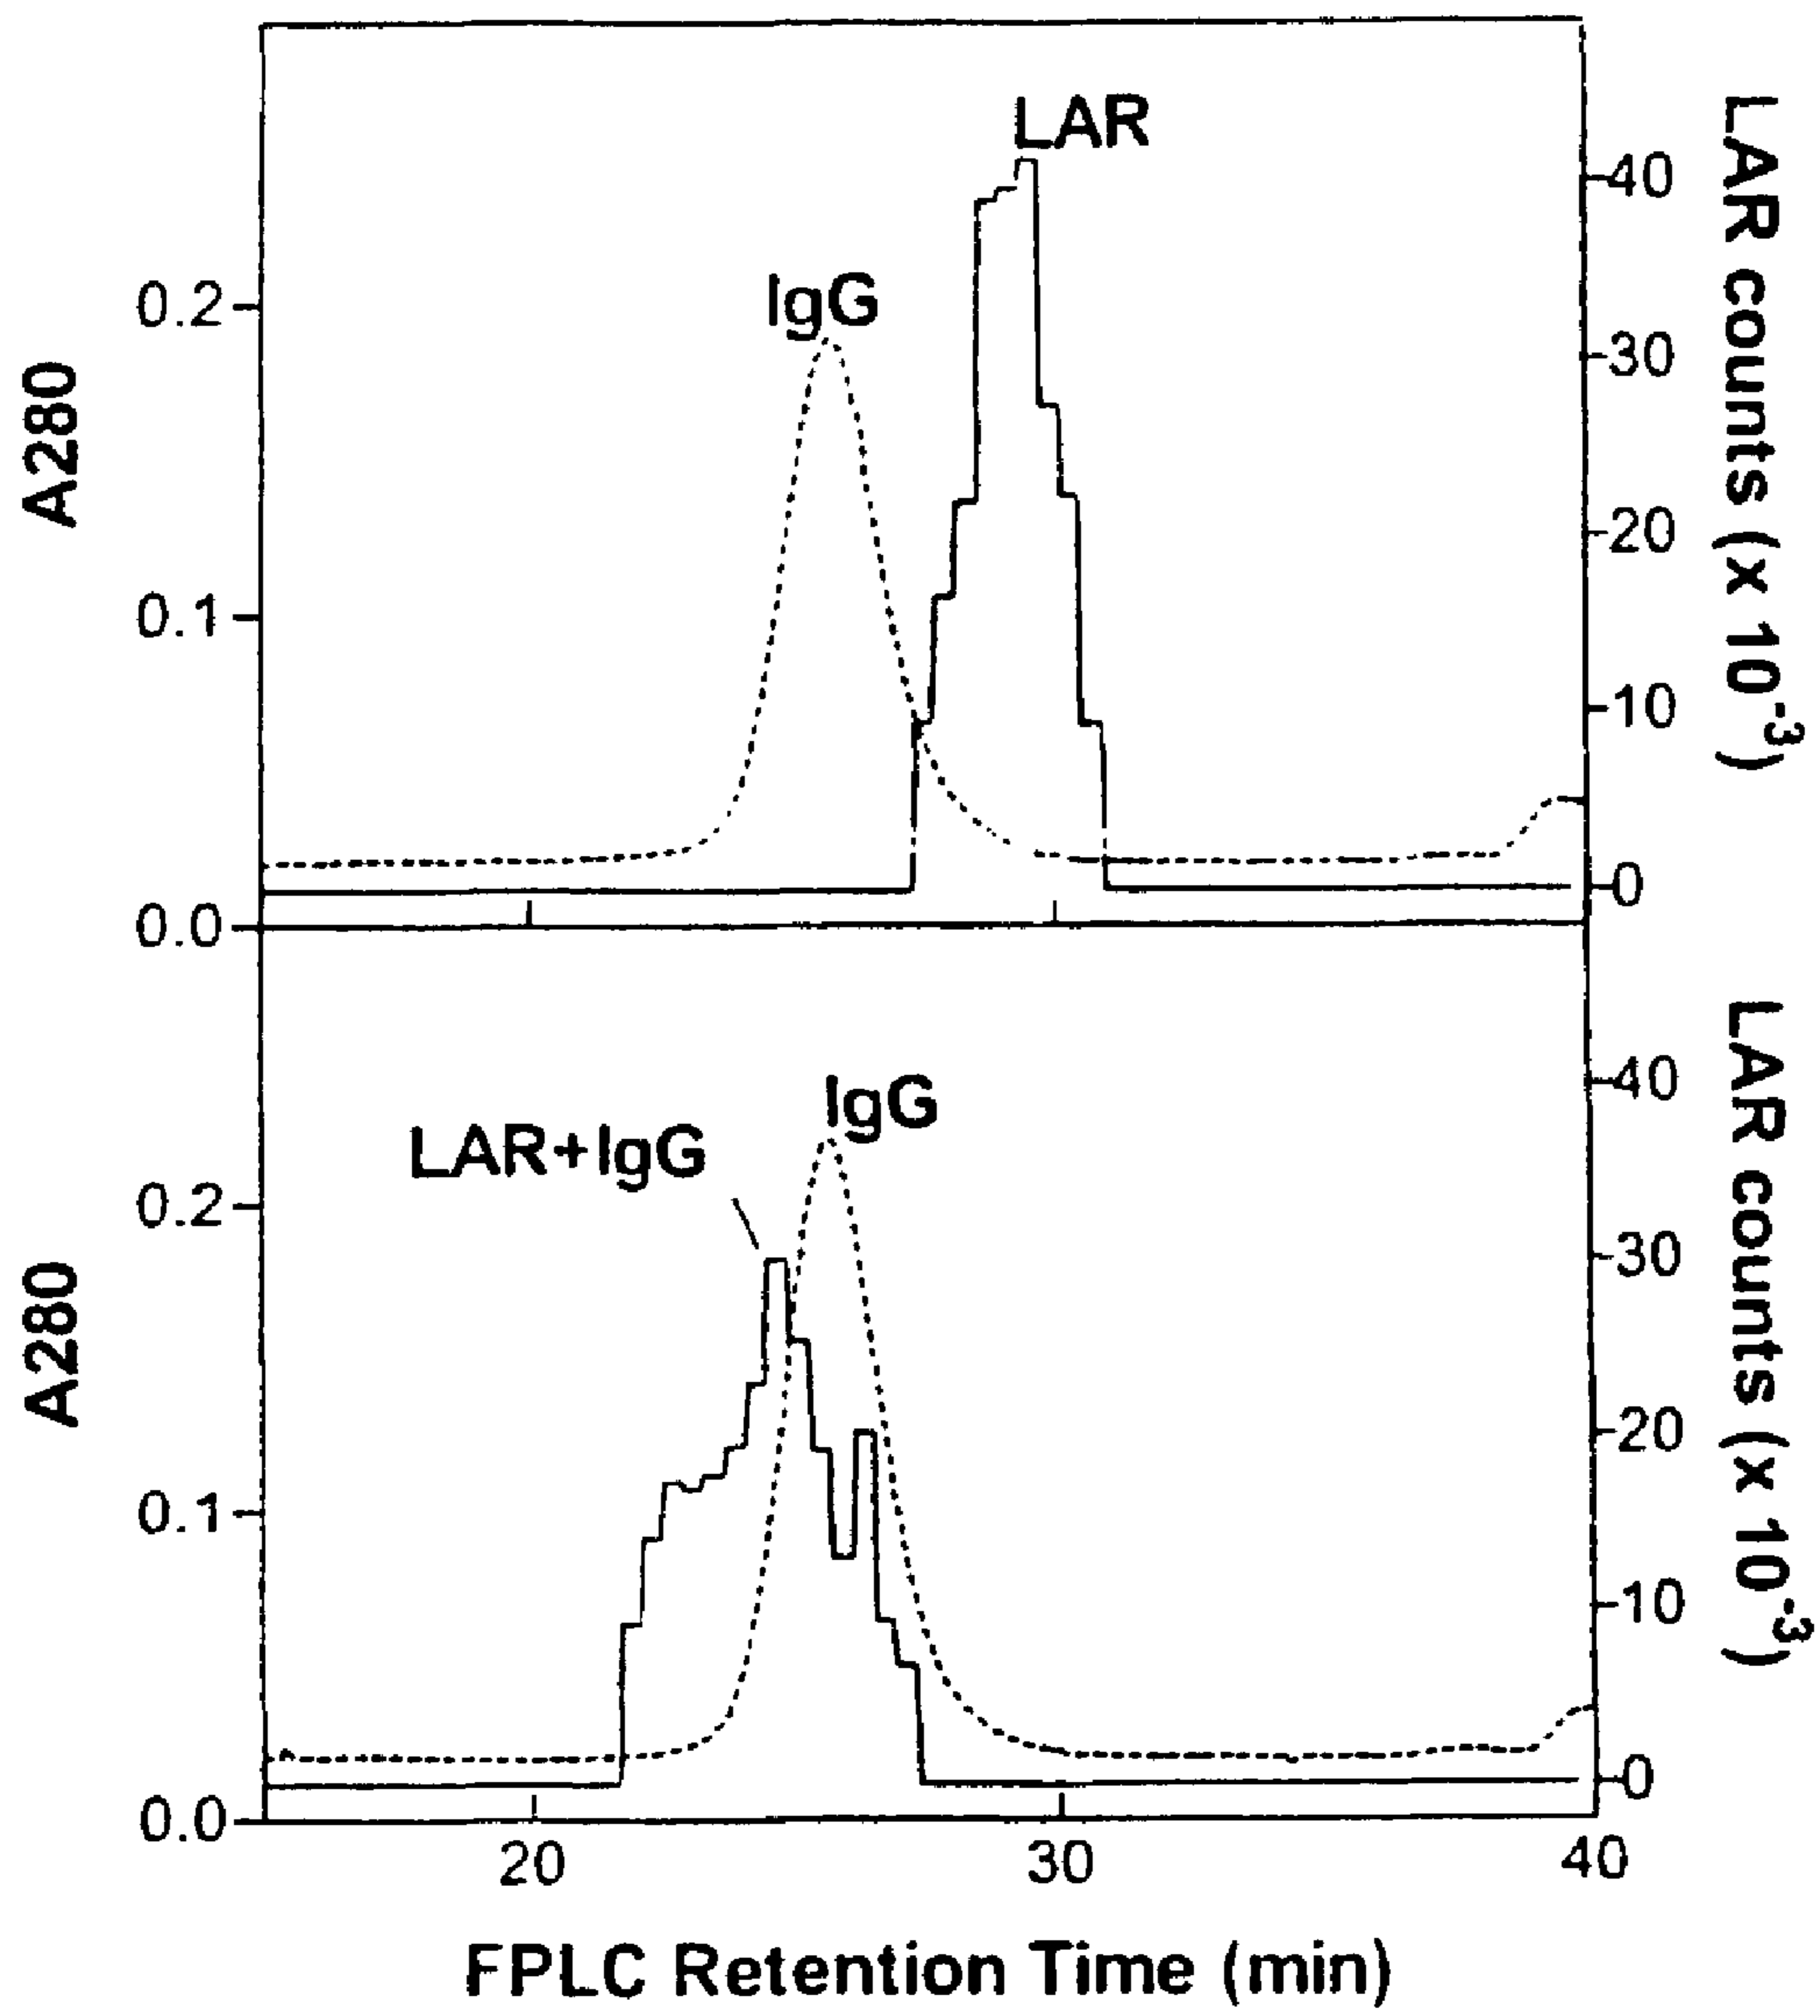 LAR
IgG
0.2
0.1
0.0
A280
40
30
20
10
0
LAR counts (x 10-3)
LAR+IgG
IgG
0.2
0.1
0.0
A280
40
30
20
10
0
LAR counts (x 10-3)
20
30
40
FPLC Retention Time (min)